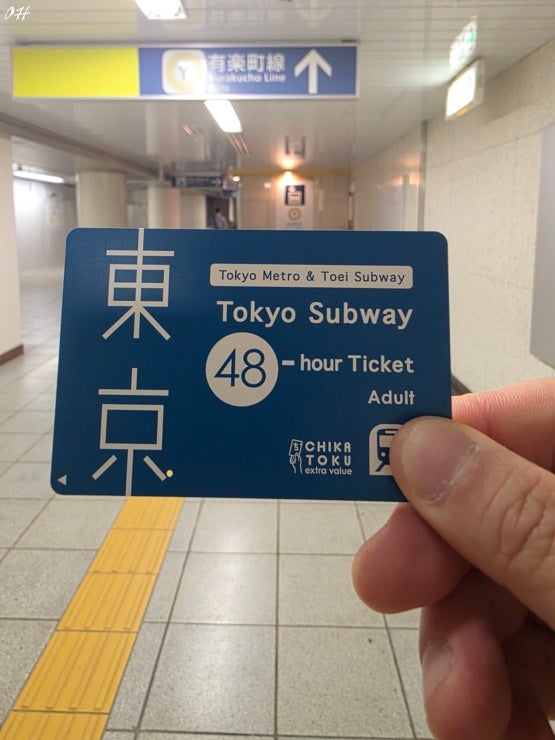 OH
Y 有楽町線
Yurakucho Line
東京
Tokyo Metro & Toei Subway
Tokyo Subway
48-hour Ticket
Adult
CHIKA
TOKU
extra value